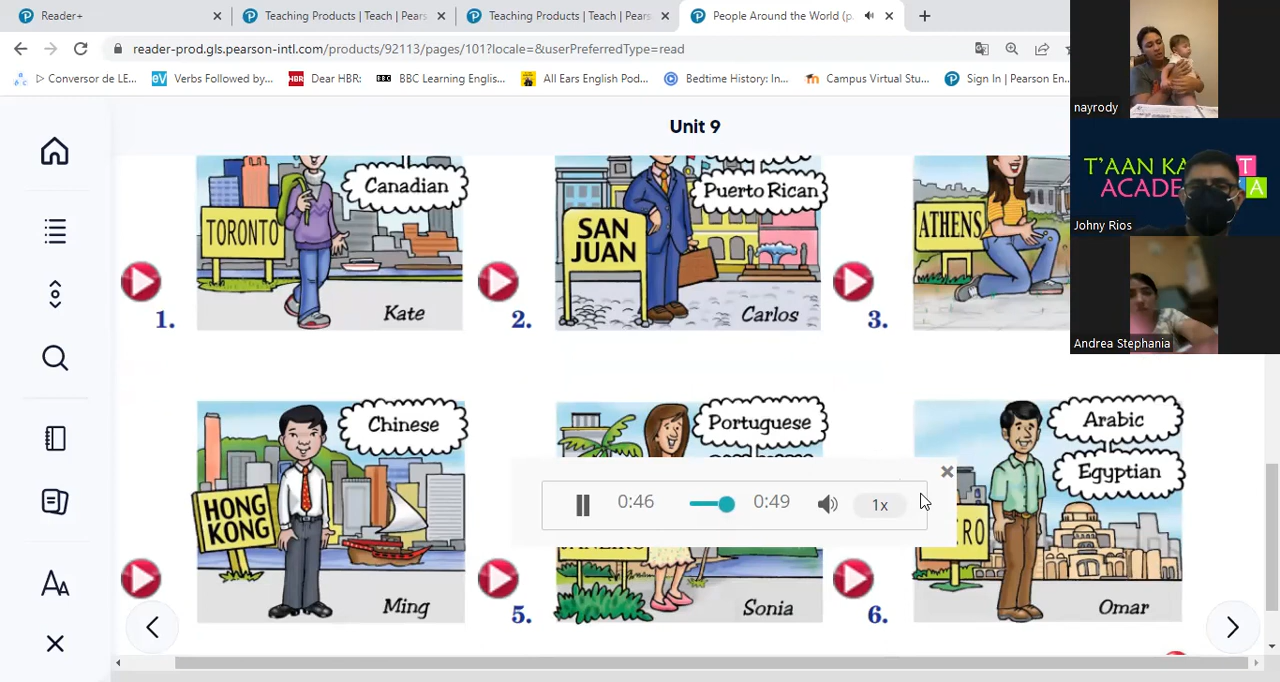 Reader+
Teaching Products | Teach | Pears
Teaching Products | Teach | Pears
People Around the World (p
reader-prod.gls.pearson-intl.com/products/92113/pages/101?locale=&userPreferredType=read
Conversor de LE...
Verbs Followed by...
Dear HBR:
BBC Learning Englis...
All Ears English Pod...
Bedtime History: In...
Campus Virtual Stu...
Sign In | Pearson En...
nayrody
T'AAN
ACADE
T
A
Johny Rios
Andrea Stephania
Unit 9
Canadian
TORONTO
1.
Kate
Puerto Rican
SAN
JUAN
2.
Carlos
ATHENS
3.
Chinese
HONG
KONG
Ming
Portuguese
5.
Sonia
Arabic
Egyptian
RO
6.
Omar
0:46
0:49
1x